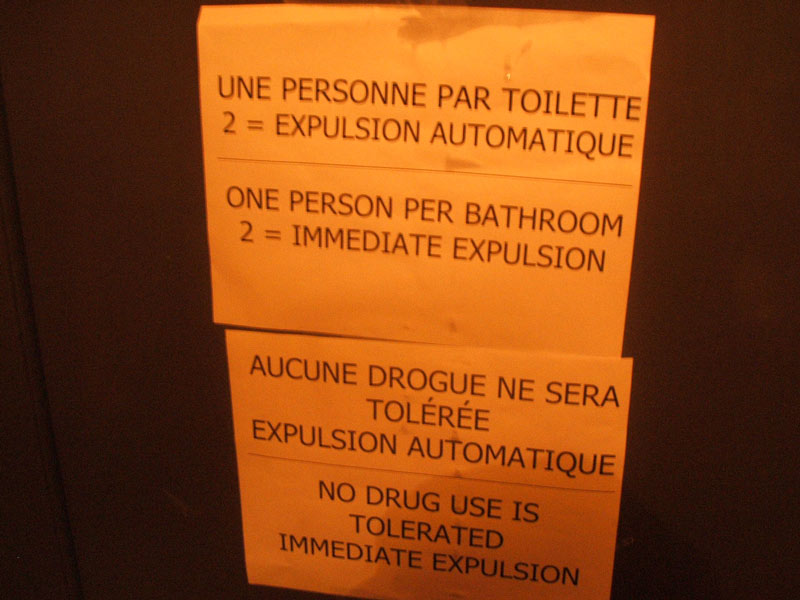 UNE PERSONNE PAR TOILETTE
2 = EXPULSION AUTOMATIQUE
ONE PERSON PER BATHROOM
2 = IMMEDIATE EXPULSION
AUCUNE DROGUE NE SERA
TOLÉRÉE
EXPULSION AUTOMATIQUE
NO DRUG USE IS
TOLERATED
IMMEDIATE EXPULSION